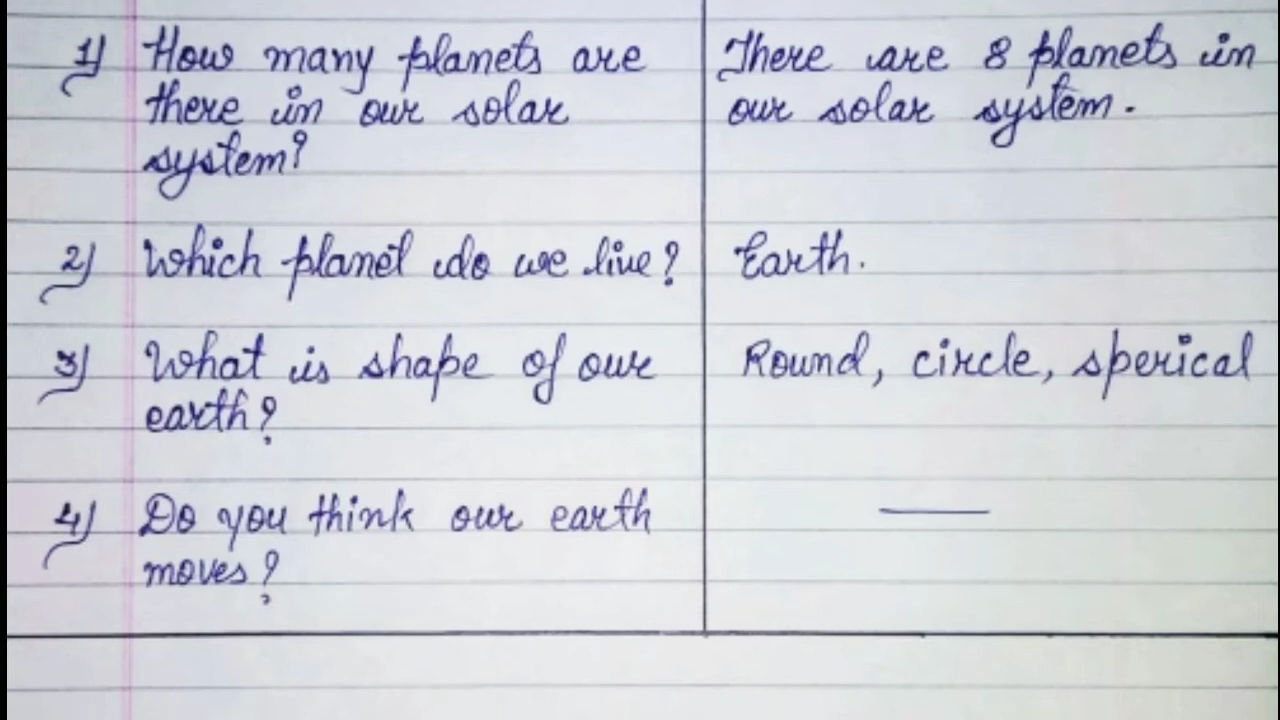 1) How many planets are
there in our solar
system?
There are 8 planets in
our solar system.
2) Which planet do we live?
Earth.
3) What is shape of our
earth?
Round, circle, sperical
4) Do you think our earth
moves?